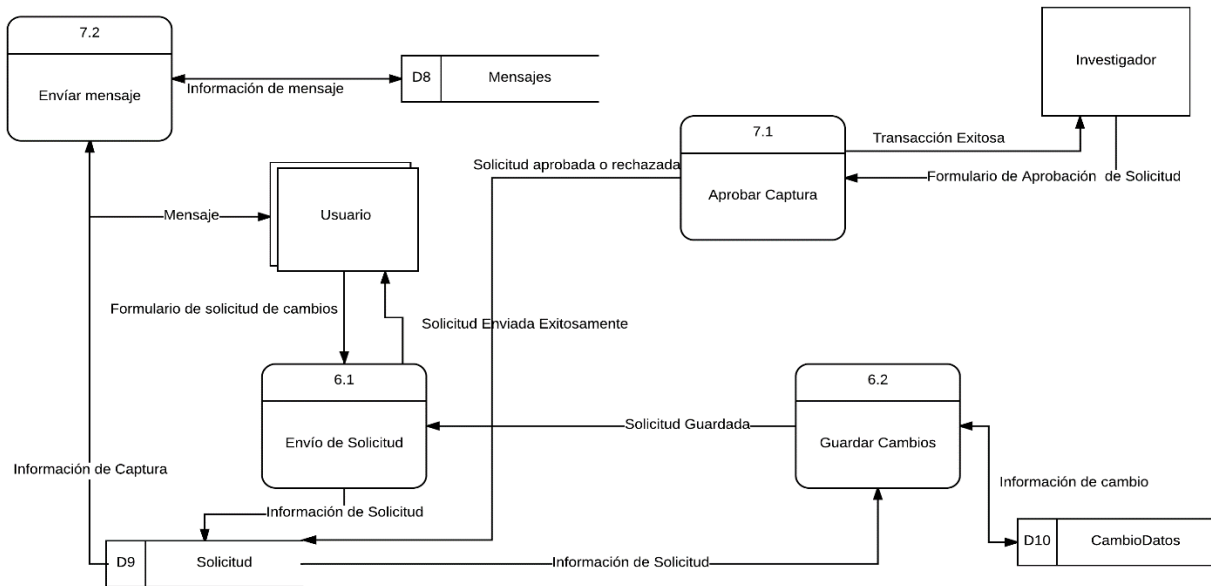 7.2
Envíar mensaje
Información de mensaje
D8
Mensajes
Investigador
7.1
Aprobar Captura
Transacción Exitosa
Formulario de Aprobación de Solicitud
Solicitud aprobada o rechazada
Mensaje
Usuario
Formulario de solicitud de cambios
Solicitud Enviada Exitosamente
6.1
Envío de Solicitud
6.2
Guardar Cambios
Solicitud Guardada
Información de Captura
Información de cambio
Información de Solicitud
D10
CambioDatos
D9
Solicitud
Información de Solicitud